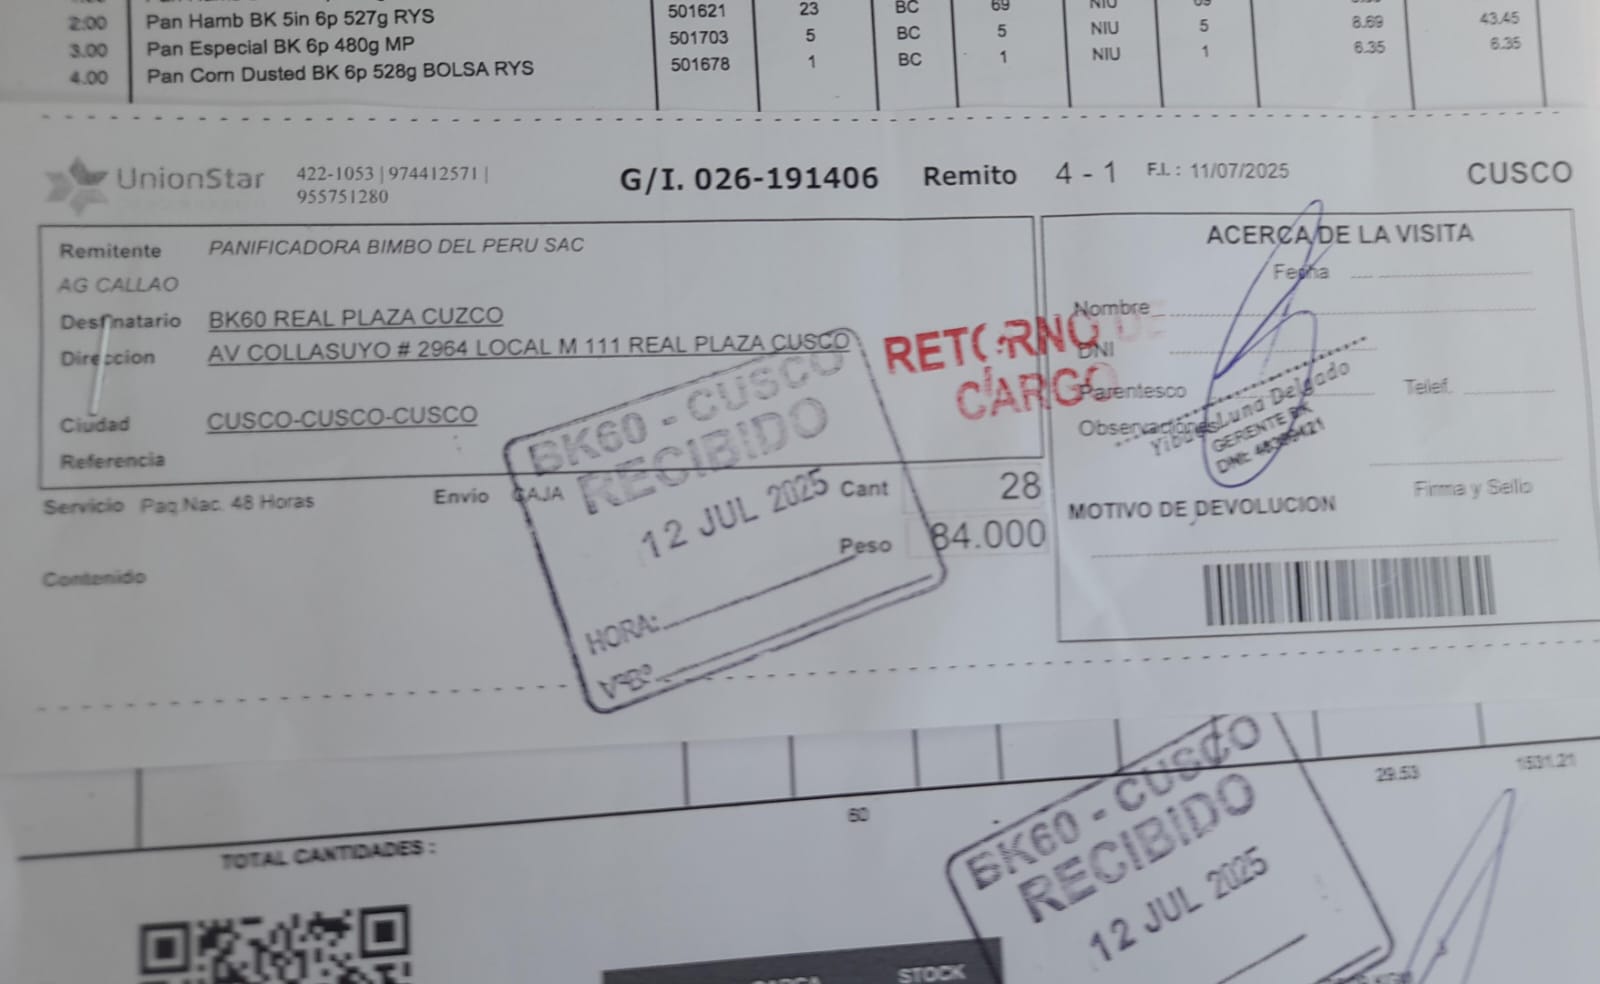 2:00 Pan Hamb BK 5in 6p 527g RYS 501621 23 BC 69 NIU 69
3.00 Pan Especial BK 6p 480g MP 501703 5 BC 5 NIU 5 8.69 43.45
4.00 Pan Corn Dusted BK 6p 528g BOLSA RYS 501678 1 BC 1 NIU 1 6.35 6.35
UnionStar 422-1053 | 974412571 | G/I. 026-191406 Remito 4 - 1 F.I. : 11/07/2025 CUSCO
955751280
Remitente PANIFICADORA BIMBO DEL PERU SAC
AG CALLAO
Destinatario BK60 REAL PLAZA CUZCO
Direccion AV COLLASUYO # 2964 LOCAL M 111 REAL PLAZA CUSCO
Ciudad CUSCO-CUSCO-CUSCO
Referencia
Servicio Paq.Nac. 48 Horas Envio CAJA Cant 28
Peso 84.000
Contenido
RETORNO DE
CARGO
BK60 - CUSCO
RECIBIDO
12 JUL 2025
HORA:
VºBº
ACERCA DE LA VISITA
Fecha
Nombre
DNI
Parentesco Telef.
Observaciones
Luna Delgado
GERENTE BK
DNI:
Firma y Sello
MOTIVO DE DEVOLUCION
60 29.53 1531.21
TOTAL CANTIDADES :
BK60 - CUSCO
RECIBIDO
12 JUL 2025
STOCK